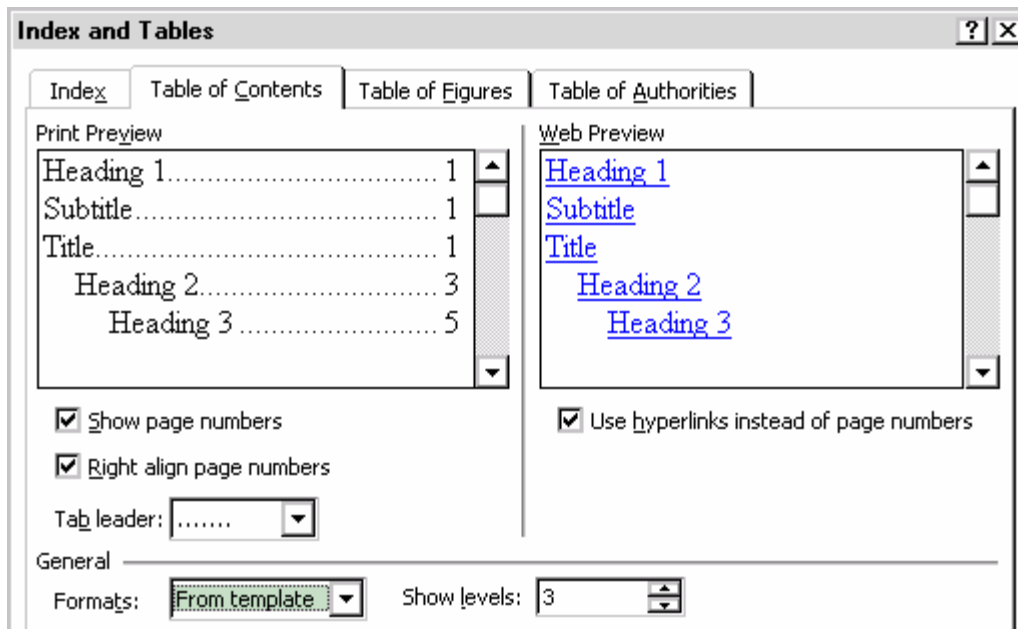 Index and Tables
Index Table of Contents Table of Figures Table of Authorities
Print Preview
Heading 1.................................. 1
Subtitle...................................... 1
Title........................................... 1
Heading 2............................. 3
Heading 3 ........................ 5
Show page numbers
Right align page numbers
Tab leader: .......
Web Preview
Heading 1
Subtitle
Title
Heading 2
Heading 3
Use hyperlinks instead of page numbers
General
Formats: From template Show levels: 3